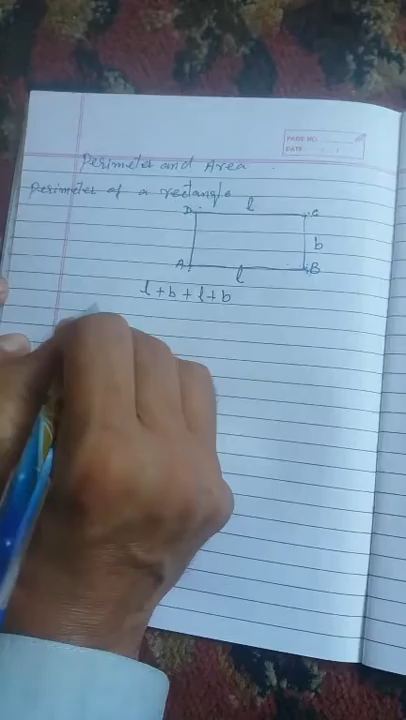 PAGE NO.
DATE: / /
Perimeter and Area
Perimeter of a rectangle
D l C
b
A l B
l + b + l + b